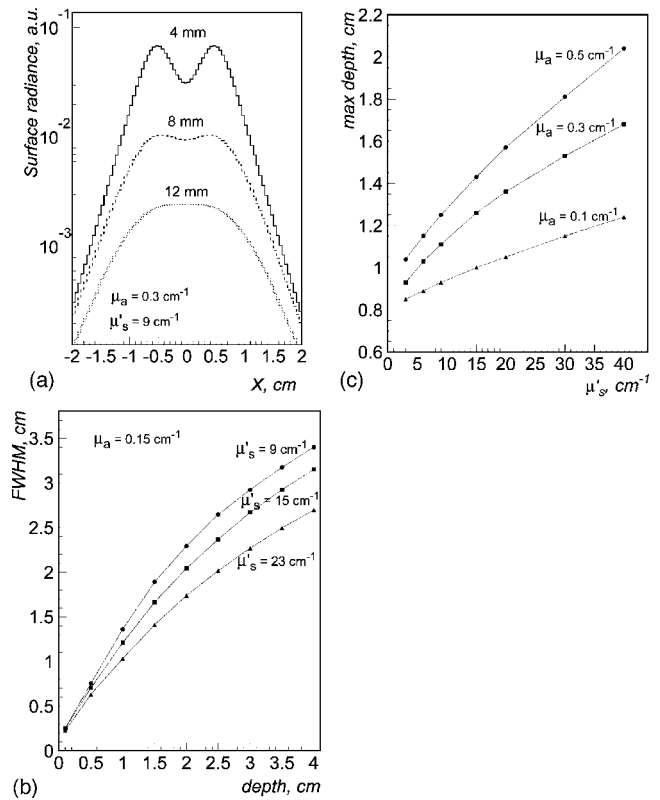 10⁻¹
10⁻²
10⁻³
Surface radiance, a.u.
4 mm
8 mm
12 mm
μa = 0.3 cm⁻¹
μ's = 9 cm⁻¹
-2 -1.5 -1 -0.5 0 0.5 1 1.5 2
X, cm
(a)
max depth, cm
2.2
2
1.8
1.6
1.4
1.2
1
0.8
0.6
μa = 0.5 cm⁻¹
μa = 0.3 cm⁻¹
μa = 0.1 cm⁻¹
0 5 10 15 20 25 30 35 40
μ's, cm⁻¹
(c)
FWHM, cm
3.5
3
2.5
2
1.5
1
0.5
0
μa = 0.15 cm⁻¹
μ's = 9 cm⁻¹
μ's = 15 cm⁻¹
μ's = 23 cm⁻¹
0 0.5 1 1.5 2 2.5 3 3.5 4
depth, cm
(b)